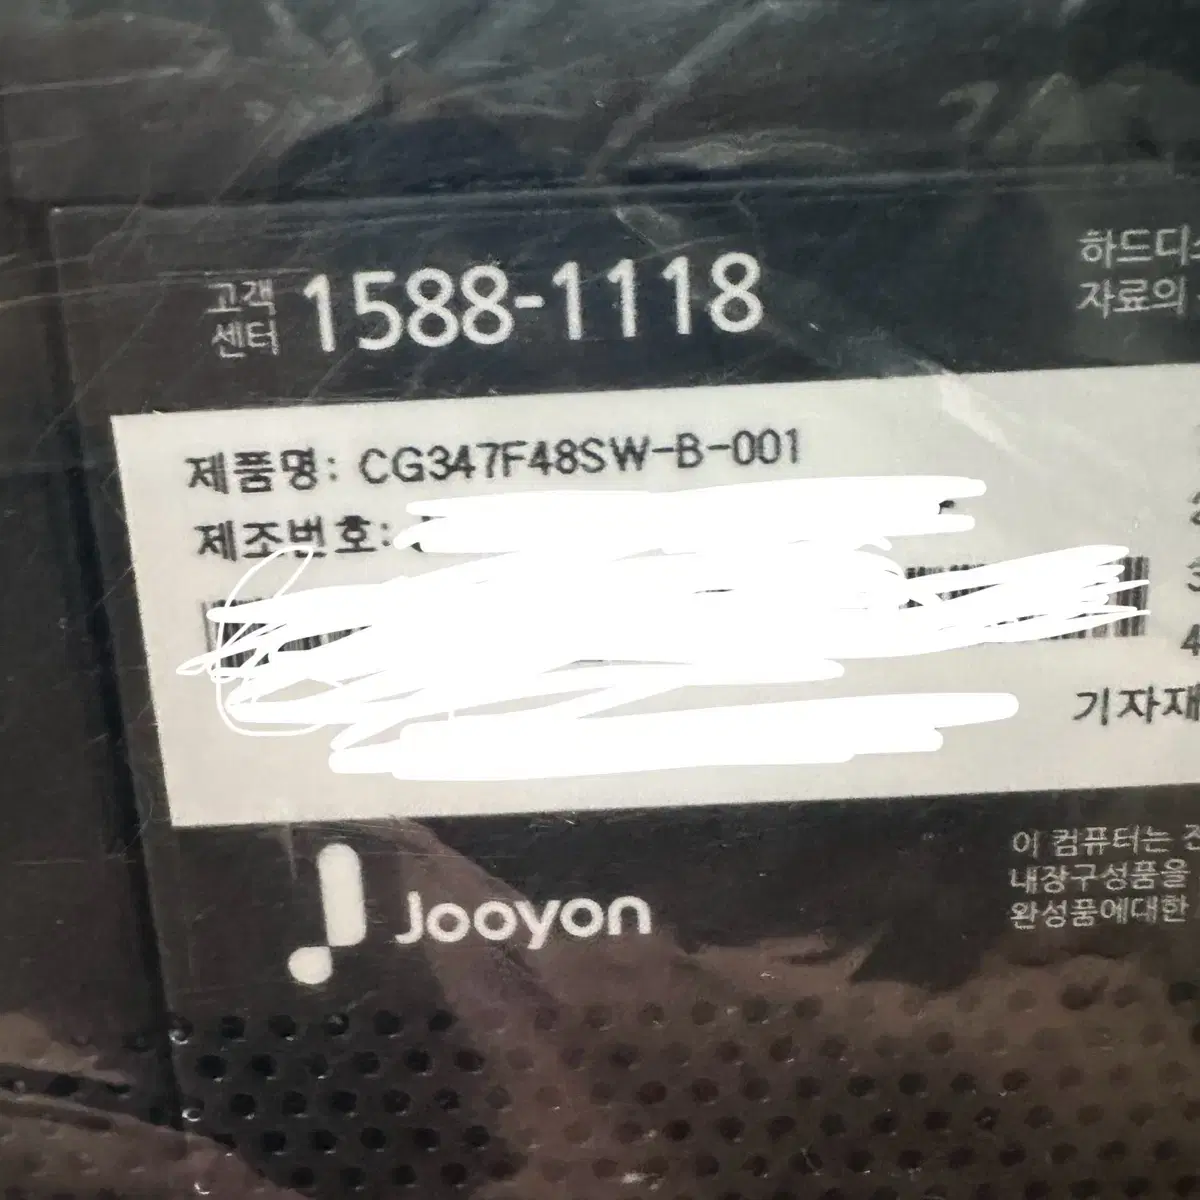 고객
센터
1588-1118
하드디스
자료의
제품명: CG347F48SW-B-001
제조번호:
기자재
Jooyon
이 컴퓨터는
내장구성품을
완성품에대한